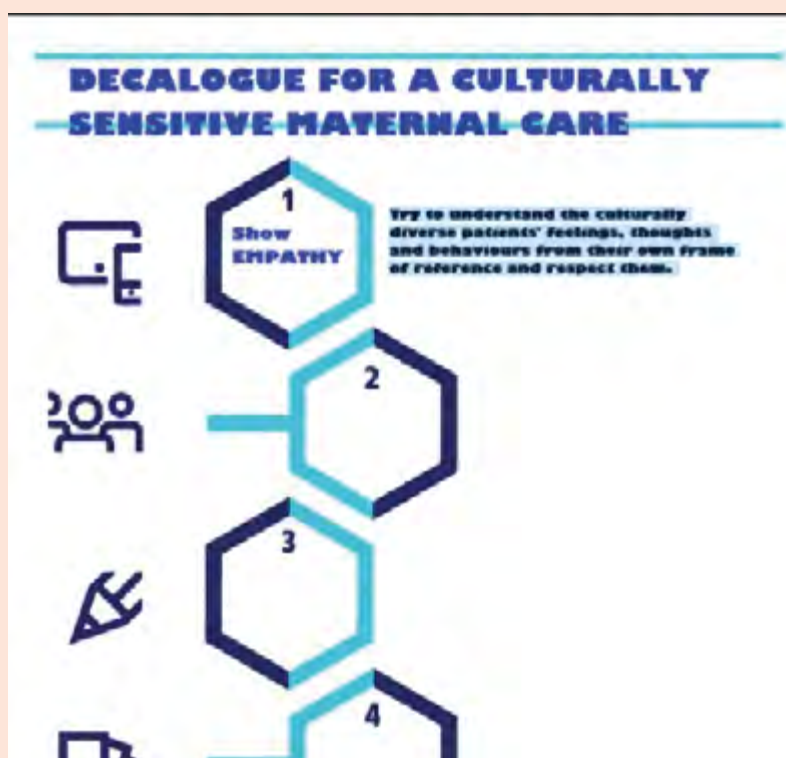 DECALOGUE FOR A CULTURALLY
SENSITIVE MATERNAL CARE
1
Show
EMPATHY
Try to understand the culturally
diverse patients' feelings, thoughts
and behaviours from their own frame
of reference and respect them.
2
3
4